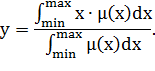 y = ∫_min^max x · μ(x)dx / ∫_min^max μ(x)dx.